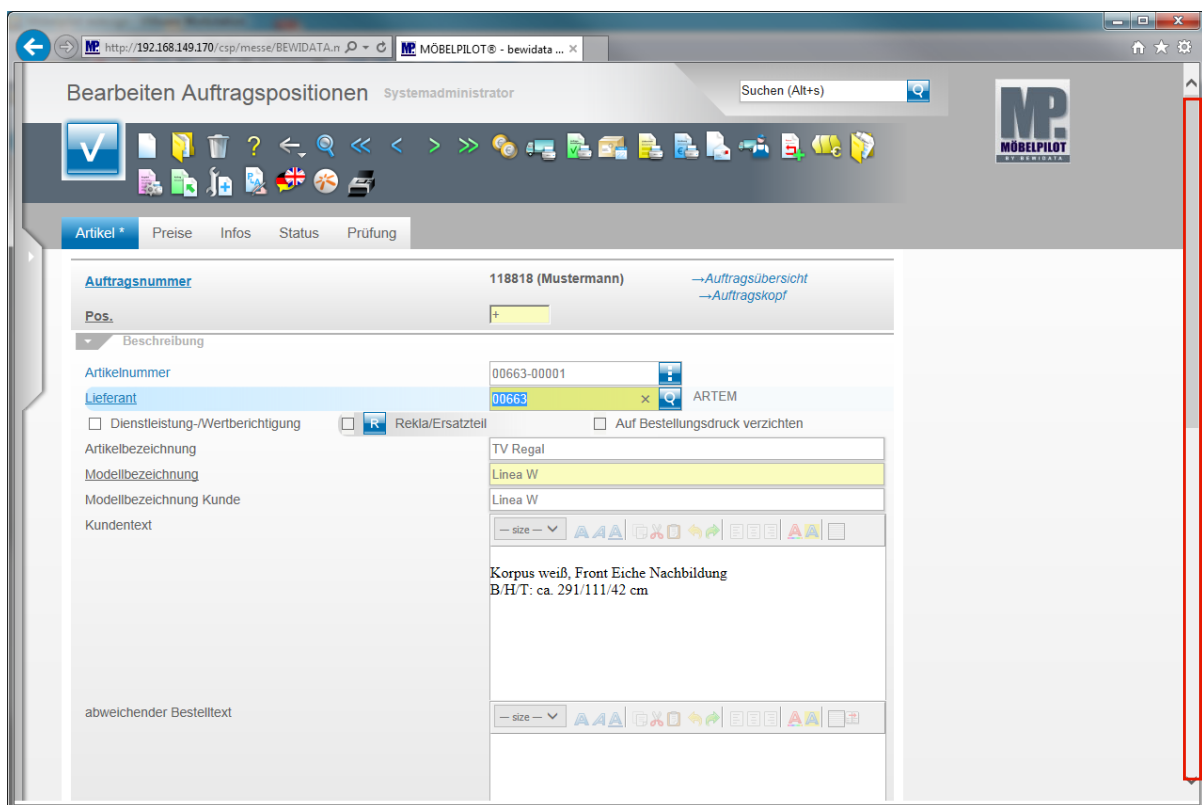 http://192.168.149.170/csp/messe/BEWIDATA.n
MÖBELPILOT® - bewidata ...
Bearbeiten Auftragspositionen Systemadministrator
Suchen (Alt+s)
MP.
MÖBELPILOT
BY BEWIDATA
Artikel * Preise Infos Status Prüfung
Auftragsnummer 118818 (Mustermann) →Auftragsübersicht
→Auftragskopf
Pos. +
Beschreibung
Artikelnummer 00663-00001
Lieferant 00663 ARTEM
Dienstleistung-/Wertberichtigung R Rekla/Ersatzteil Auf Bestellungsdruck verzichten
Artikelbezeichnung TV Regal
Modellbezeichnung Linea W
Modellbezeichnung Kunde Linea W
Kundentext — size —
Korpus weiß, Front Eiche Nachbildung
B/H/T: ca. 291/111/42 cm
abweichender Bestelltext — size —